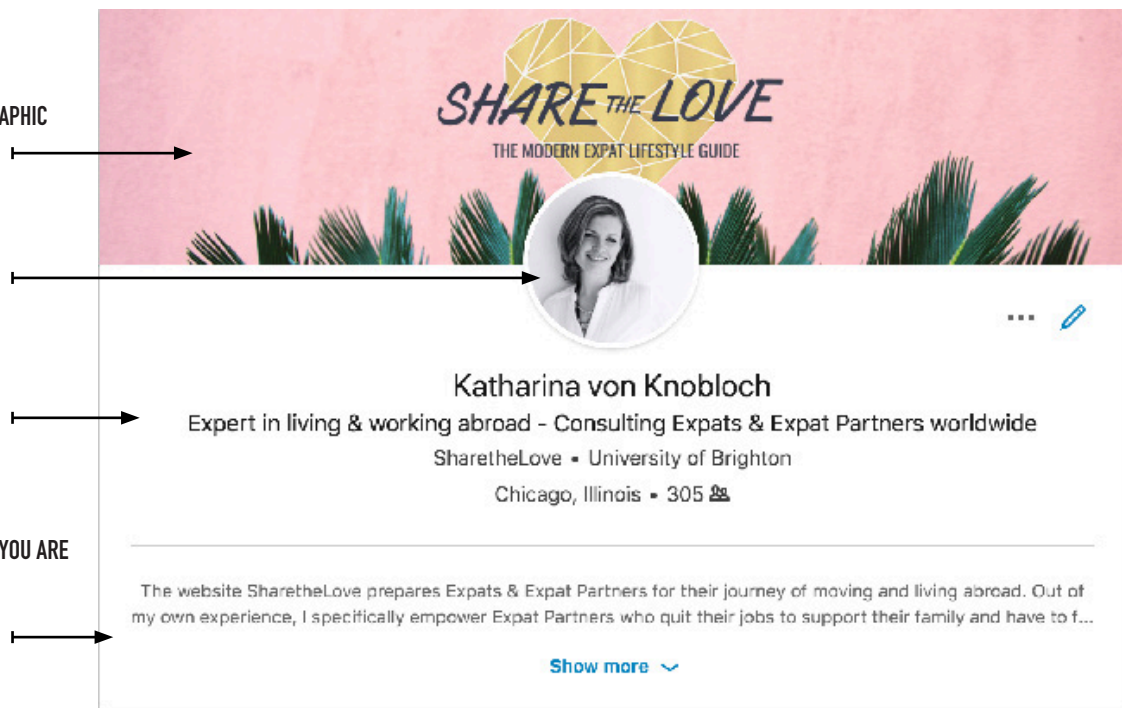 SHARE THE LOVE
THE MODERN EXPAT LIFESTYLE GUIDE
APHIC
Katharina von Knobloch
Expert in living & working abroad - Consulting Expats & Expat Partners worldwide
SharetheLove • University of Brighton
Chicago, Illinois • 305
YOU ARE
The website SharetheLove prepares Expats & Expat Partners for their journey of moving and living abroad. Out of
my own experience, I specifically empower Expat Partners who quit their jobs to support their family and have to f...
Show more